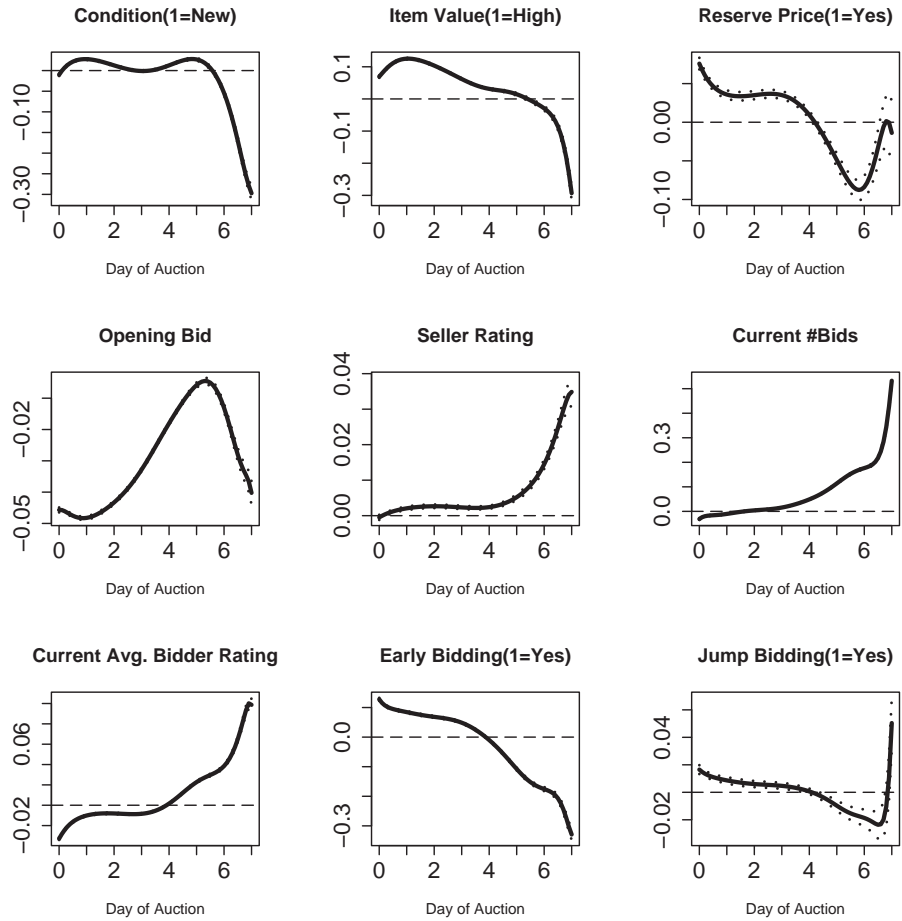 Condition(1=New)
−0.30 −0.10
0 2 4 6
Day of Auction
Item Value(1=High)
−0.3 −0.1 0.1
0 2 4 6
Day of Auction
Reserve Price(1=Yes)
−0.10 0.00
0 2 4 6
Day of Auction
Opening Bid
−0.05 −0.02
0 2 4 6
Day of Auction
Seller Rating
0.00 0.02 0.04
0 2 4 6
Day of Auction
Current #Bids
0.0 0.3
0 2 4 6
Day of Auction
Current Avg. Bidder Rating
−0.02 0.06
0 2 4 6
Day of Auction
Early Bidding(1=Yes)
−0.3 0.0
0 2 4 6
Day of Auction
Jump Bidding(1=Yes)
−0.02 0.04
0 2 4 6
Day of Auction